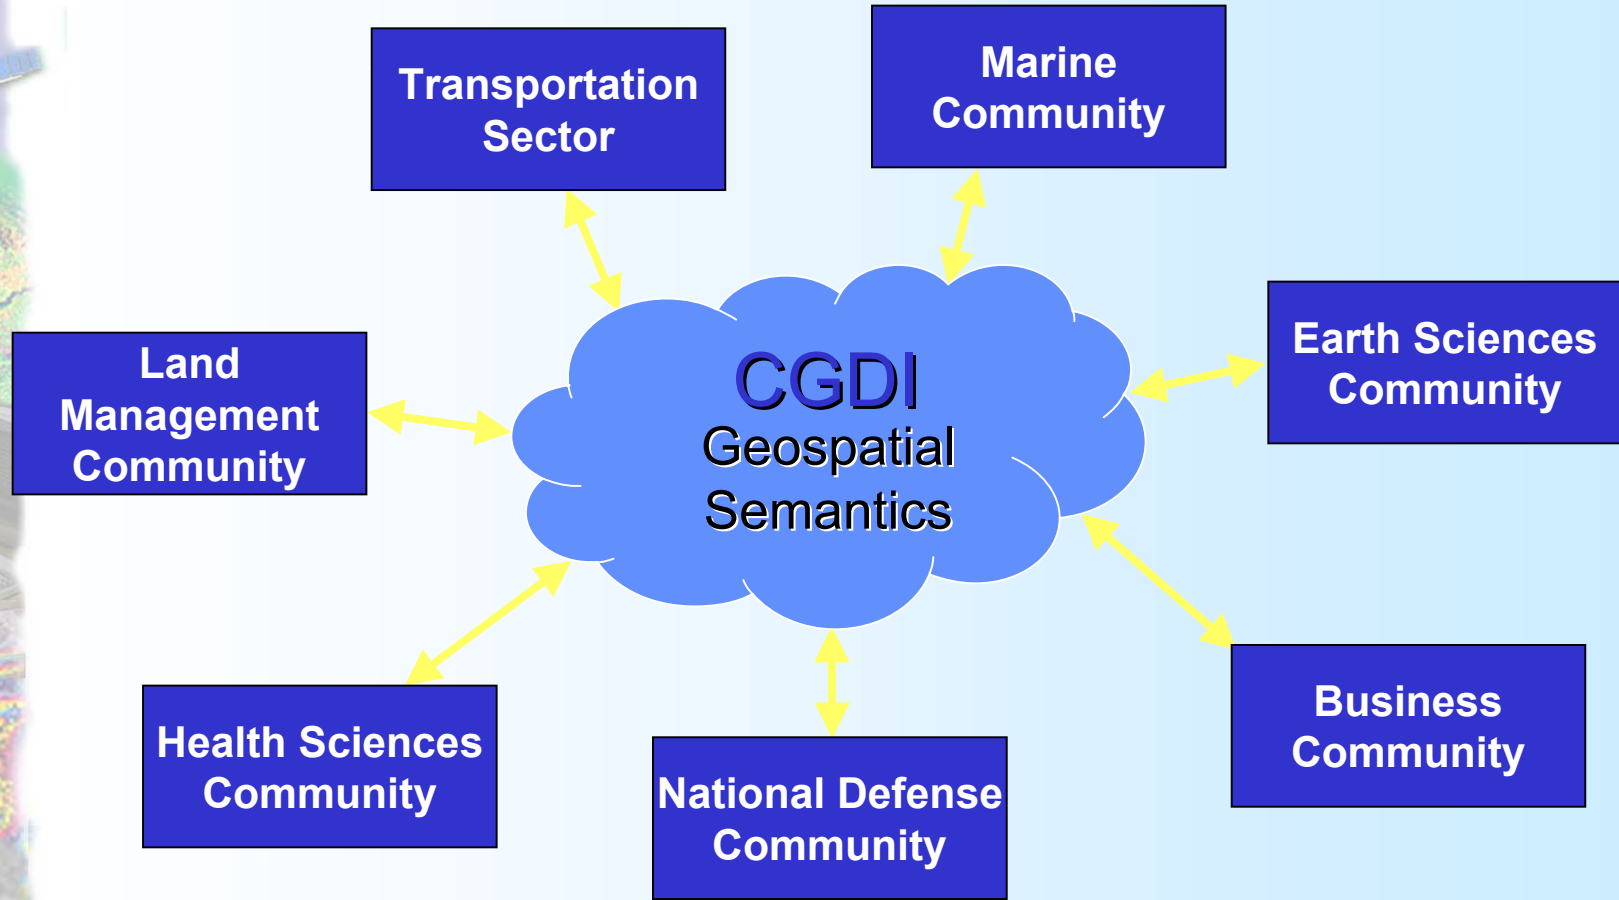 Transportation
Sector
Marine
Community
Land
Management
Community
CGDI
Geospatial
Semantics
Earth Sciences
Community
Health Sciences
Community
National Defense
Community
Business
Community